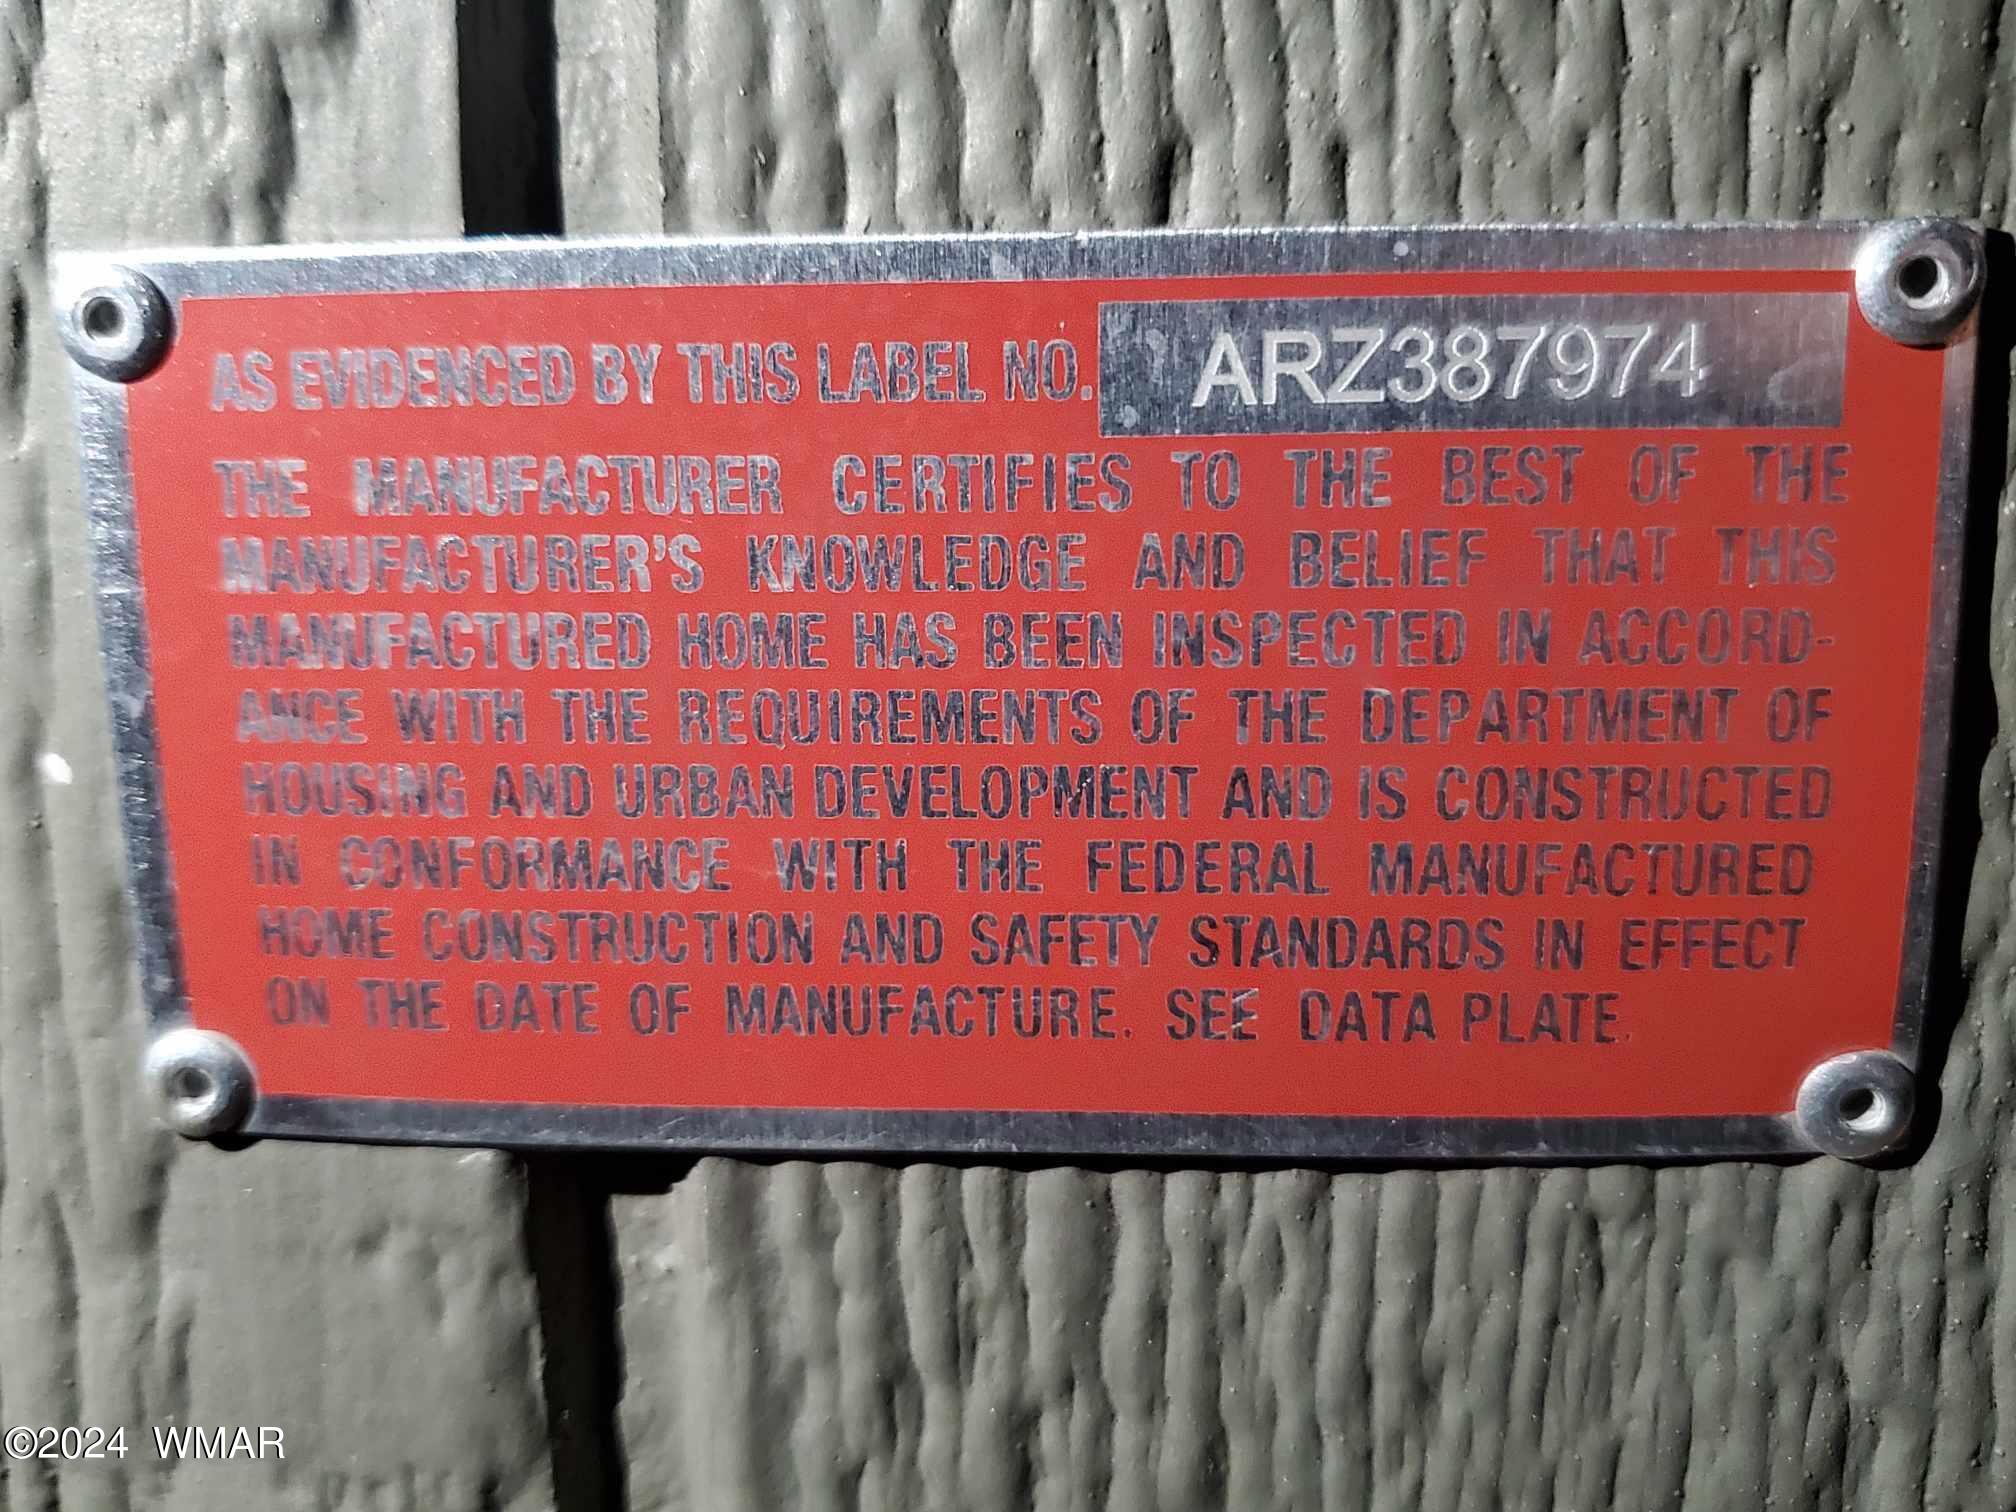 AS EVIDENCED BY THIS LABEL NO. ARZ387974
THE MANUFACTURER CERTIFIES TO THE BEST OF THE
MANUFACTURER'S KNOWLEDGE AND BELIEF THAT THIS
MANUFACTURED HOME HAS BEEN INSPECTED IN ACCORD-
ANCE WITH THE REQUIREMENTS OF THE DEPARTMENT OF
HOUSING AND URBAN DEVELOPMENT AND IS CONSTRUCTED
IN CONFORMANCE WITH THE FEDERAL MANUFACTURED
HOME CONSTRUCTION AND SAFETY STANDARDS IN EFFECT
ON THE DATE OF MANUFACTURE. SEE DATA PLATE.
©2024 WMAR